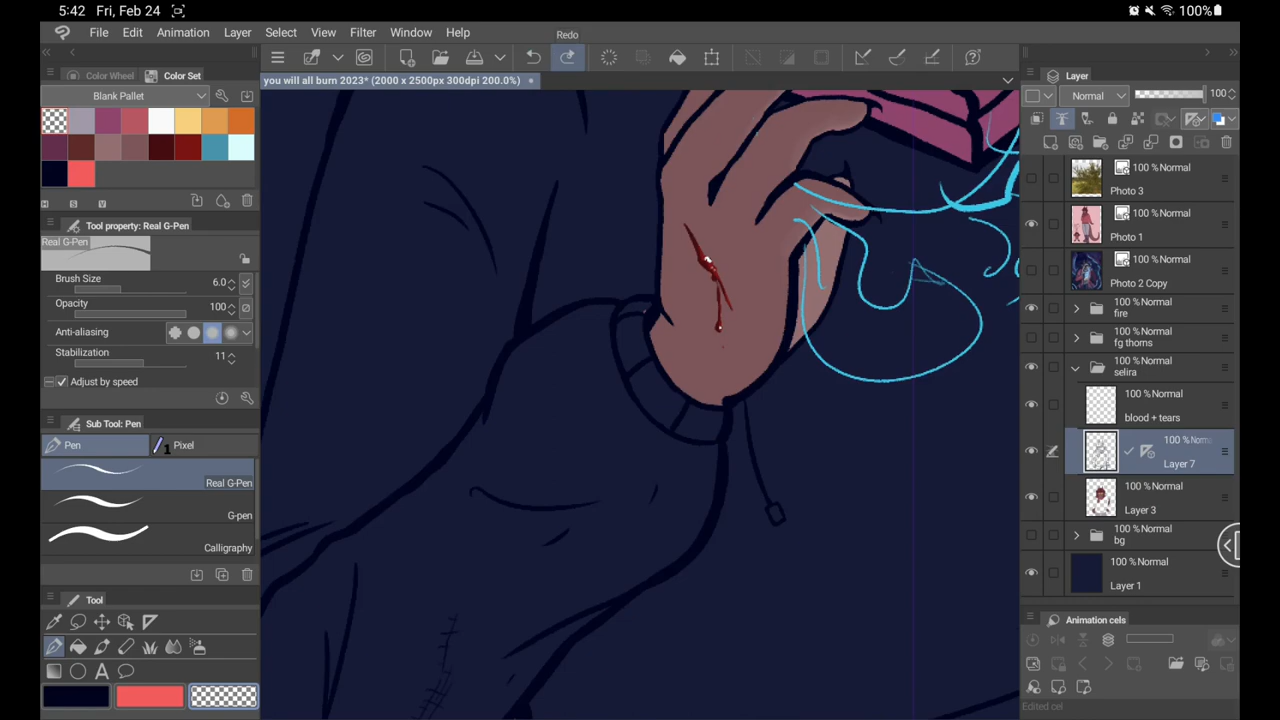 5:42 Fri, Feb 24
100%
File Edit Animation Layer Select View Filter Window Help
Redo
you will all burn 2023* (2000 x 2500px 300dpi 200.0%)
Color Wheel Color Set
Blank Pallet
H S V
Tool property: Real G-Pen
Real G-Pen
Brush Size 6.0
Opacity 100
Anti-aliasing
Stabilization 11
Adjust by speed
Sub Tool: Pen
Pen Pixel
Real G-Pen
G-pen
Calligraphy
Tool
Layer
Normal 100
100 %Normal
Photo 3
100 %Normal
Photo 1
100 %Normal
Photo 2 Copy
100 %Normal
fire
100 %Normal
fg thorns
100 %Normal
selira
100 %Normal
blood + tears
100 %Norma
Layer 7
100 %Normal
Layer 3
100 %Normal
bg
100 %Normal
Layer 1
Animation cels
Edited cel